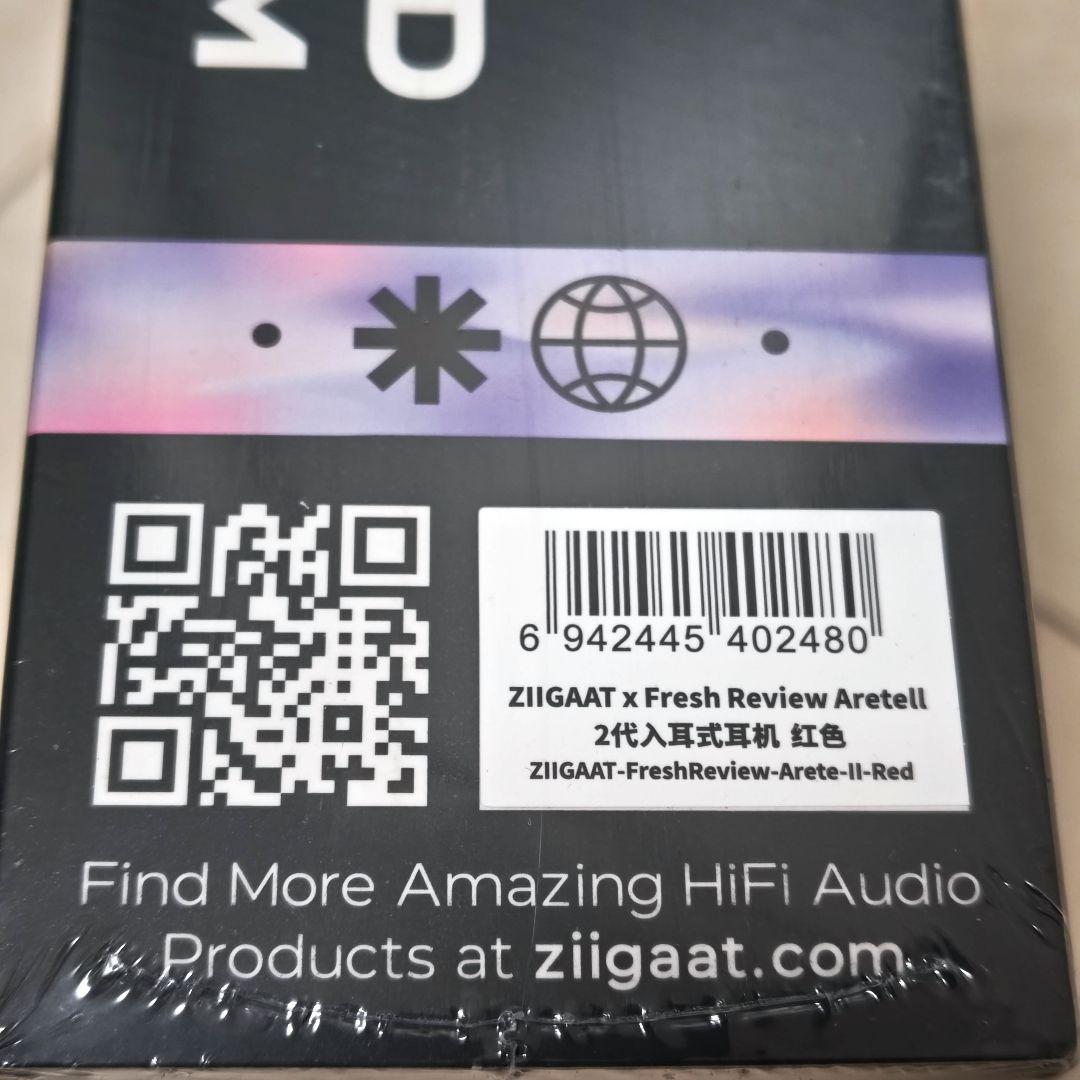 6 942445 402480
ZIIGAAT x Fresh Review AreteII
2代入耳式耳机 红色
ZIIGAAT-FreshReview-Arete-II-Red
Find More Amazing HiFi Audio
Products at ziigaat.com